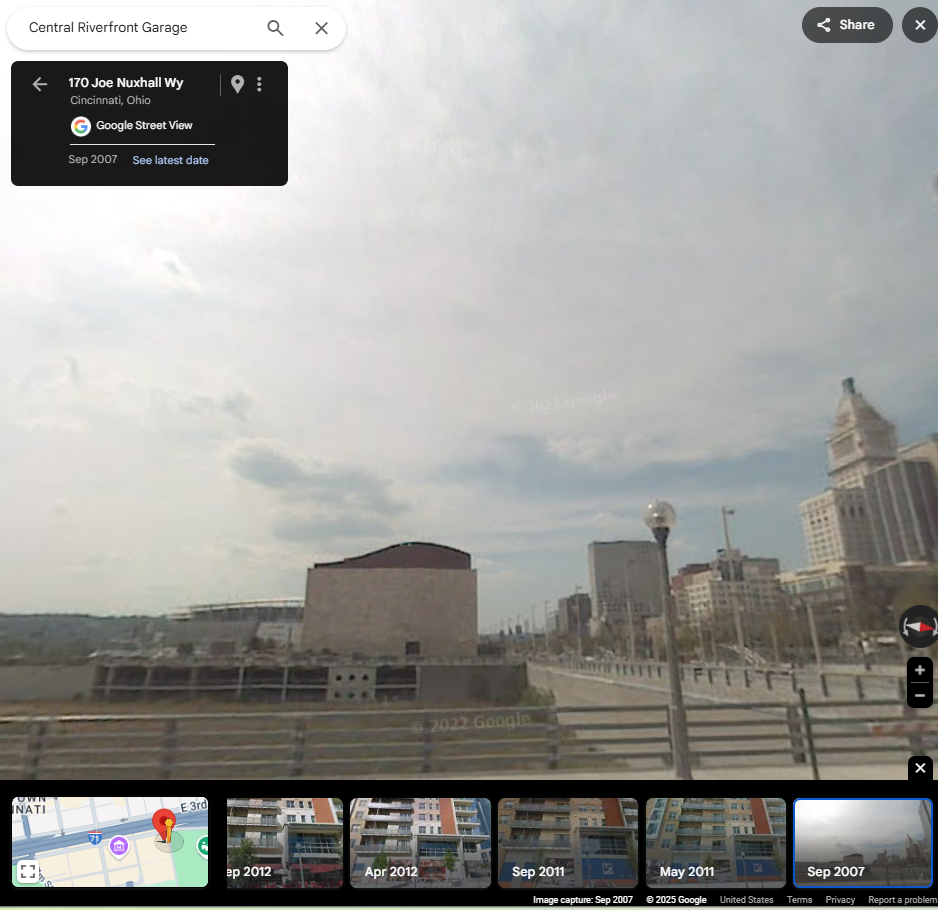 Central Riverfront Garage
Share
170 Joe Nuxhall Wy
Cincinnati, Ohio
Google Street View
Sep 2007
See latest date
© 2022 Google
© 2022 Google
OWN
NATI
E 3rd
71
ep 2012
Apr 2012
Sep 2011
May 2011
Sep 2007
Image capture: Sep 2007 © 2025 Google United States Terms Privacy Report a problem